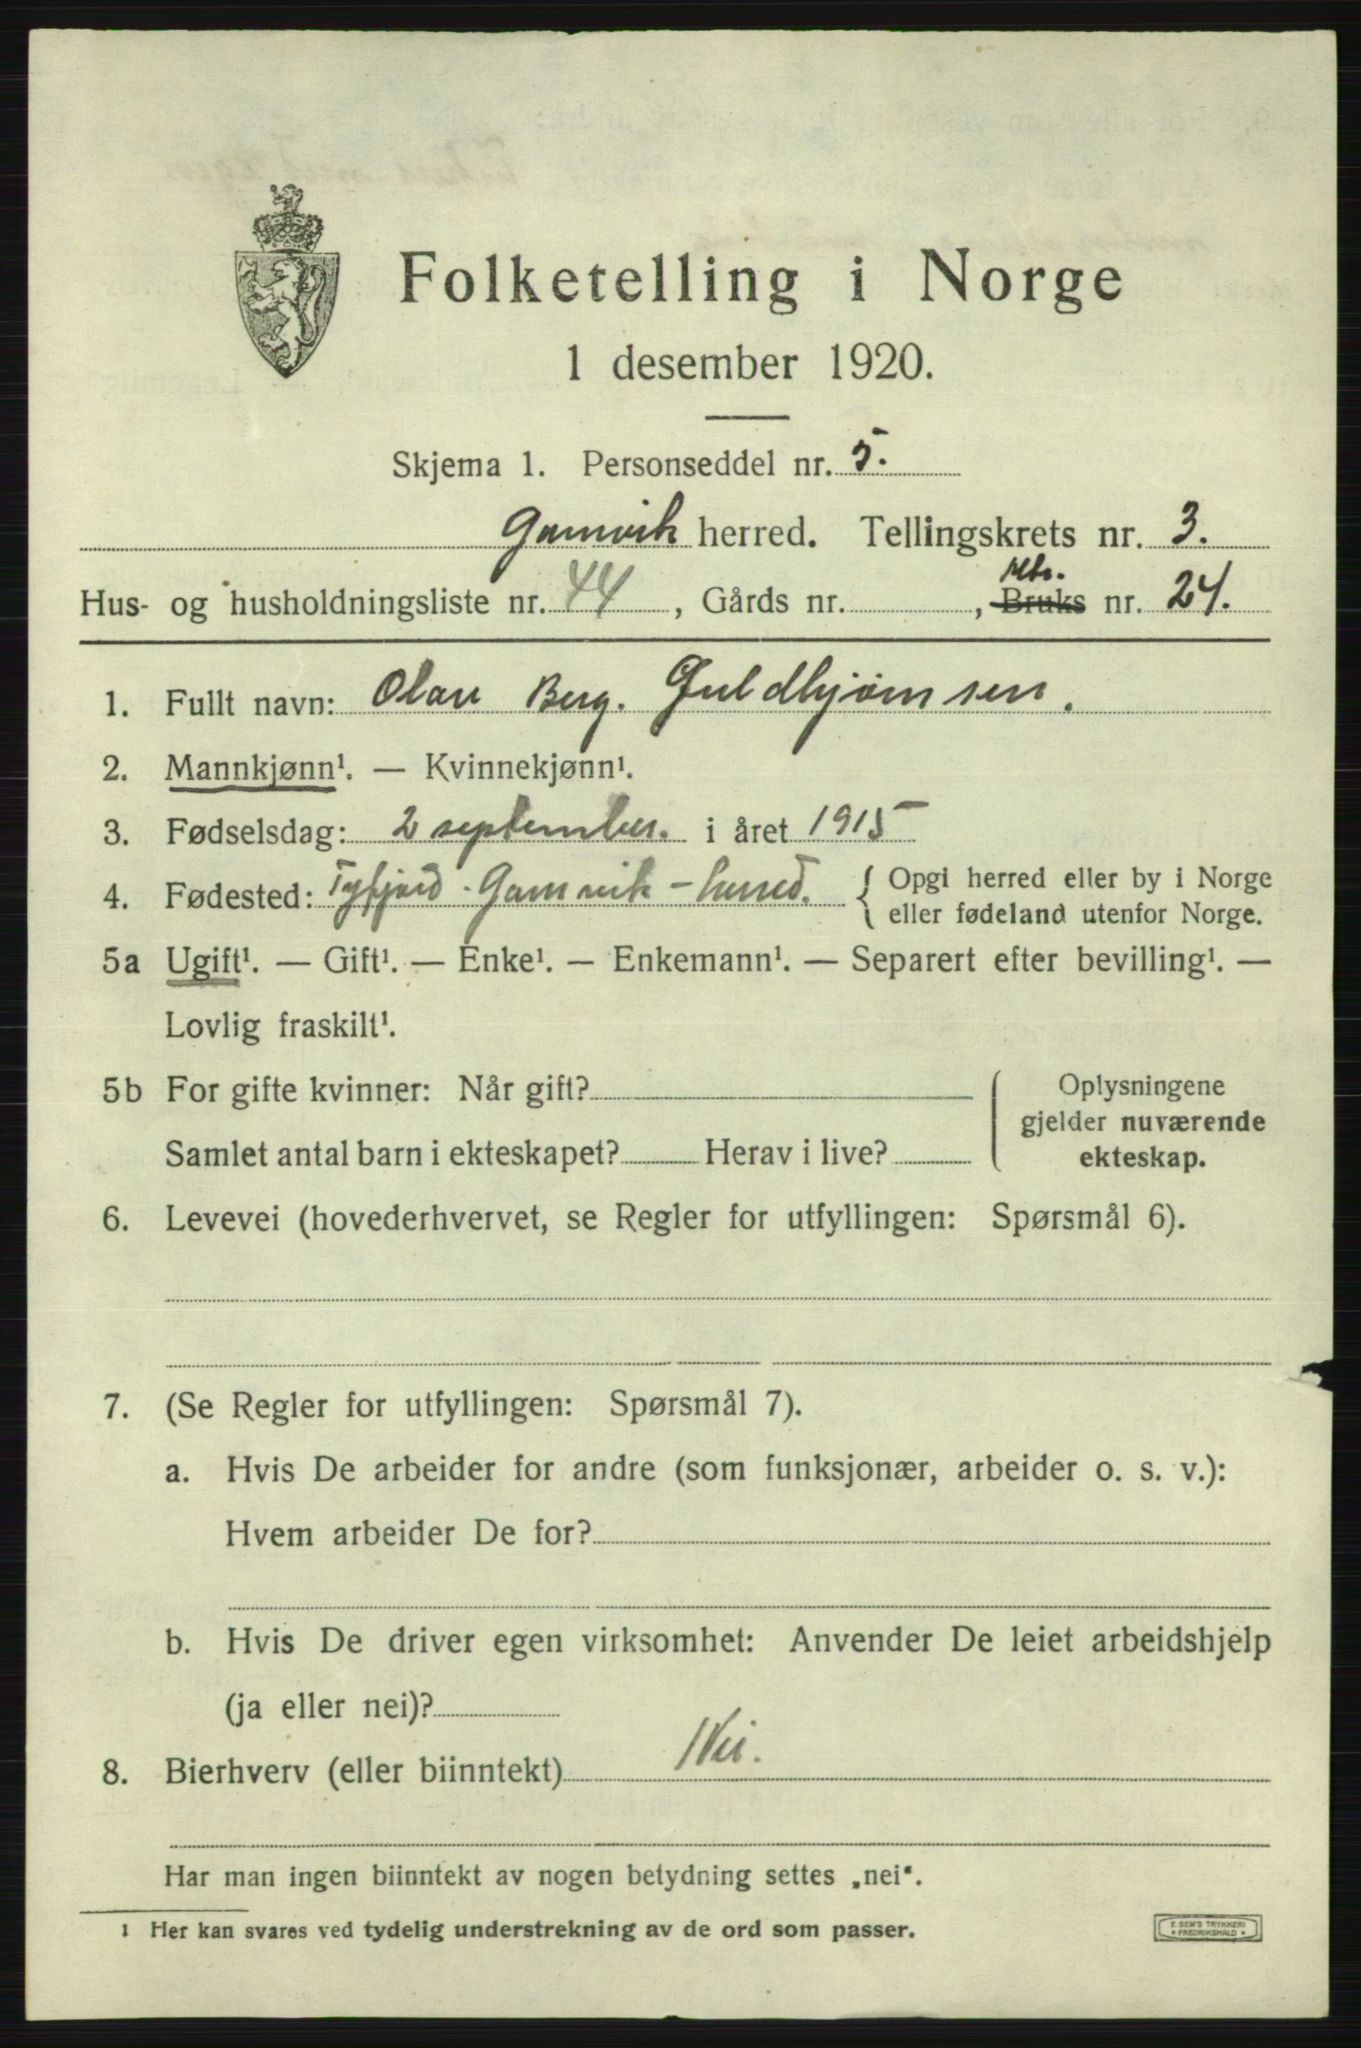 Folketelling i Norge
1 desember 1920.
Skjema 1. Personseddel nr. 5.
Gamvik herred. Tellingskrets nr. 3.
Mtr.
Hus- og husholdningsliste nr. 44, Gårds nr. , Bruks nr. 24.
1. Fullt navn: Olav Berg. Guldbjørnsen.
2. Mannkjønn¹. — Kvinnekjønn¹.
3. Fødselsdag: 2 september. i året 1915
4. Fødested: Tyfjord - Gamvik - herred. { Opgi herred eller by i Norge
eller fødeland utenfor Norge.
5a Ugift¹. — Gift¹. — Enke¹. — Enkemann¹. — Separert efter bevilling¹. —
Lovlig fraskilt¹.
5b For gifte kvinner: Når gift?
Samlet antal barn i ekteskapet? Herav i live?
Oplysningene
gjelder nuværende
ekteskap.
6. Levevei (hovederhvervet, se Regler for utfyllingen: Spørsmål 6).
7. (Se Regler for utfyllingen: Spørsmål 7).
a. Hvis De arbeider for andre (som funksjonær, arbeider o. s. v.):
Hvem arbeider De for?
b. Hvis De driver egen virksomhet: Anvender De leiet arbeidshjelp
(ja eller nei)?
8. Bierhverv (eller biinntekt) Nei.
Har man ingen biinntekt av nogen betydning settes „nei“.
1 Her kan svares ved tydelig understrekning av de ord som passer.
E. SEM'S TRYKKERI
* FREDRIKSHALD *